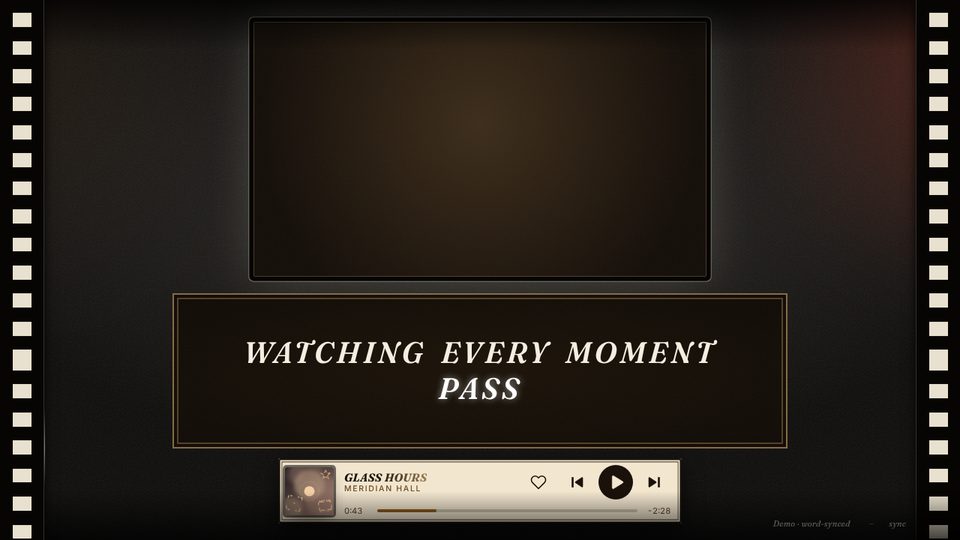 WATCHING EVERY MOMENT
PASS
GLASS HOURS
MERIDIAN HALL
0:43
-2:28
Demo · word-synced – sync